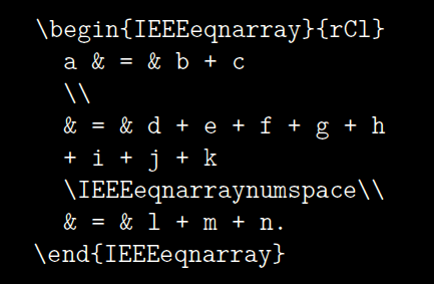 \begin{IEEEeqnarray}{rCl}
a & = & b + c
\\
& = & d + e + f + g + h
+ i + j + k
\IEEEeqnarraynumspace\\
& = & l + m + n.
\end{IEEEeqnarray}